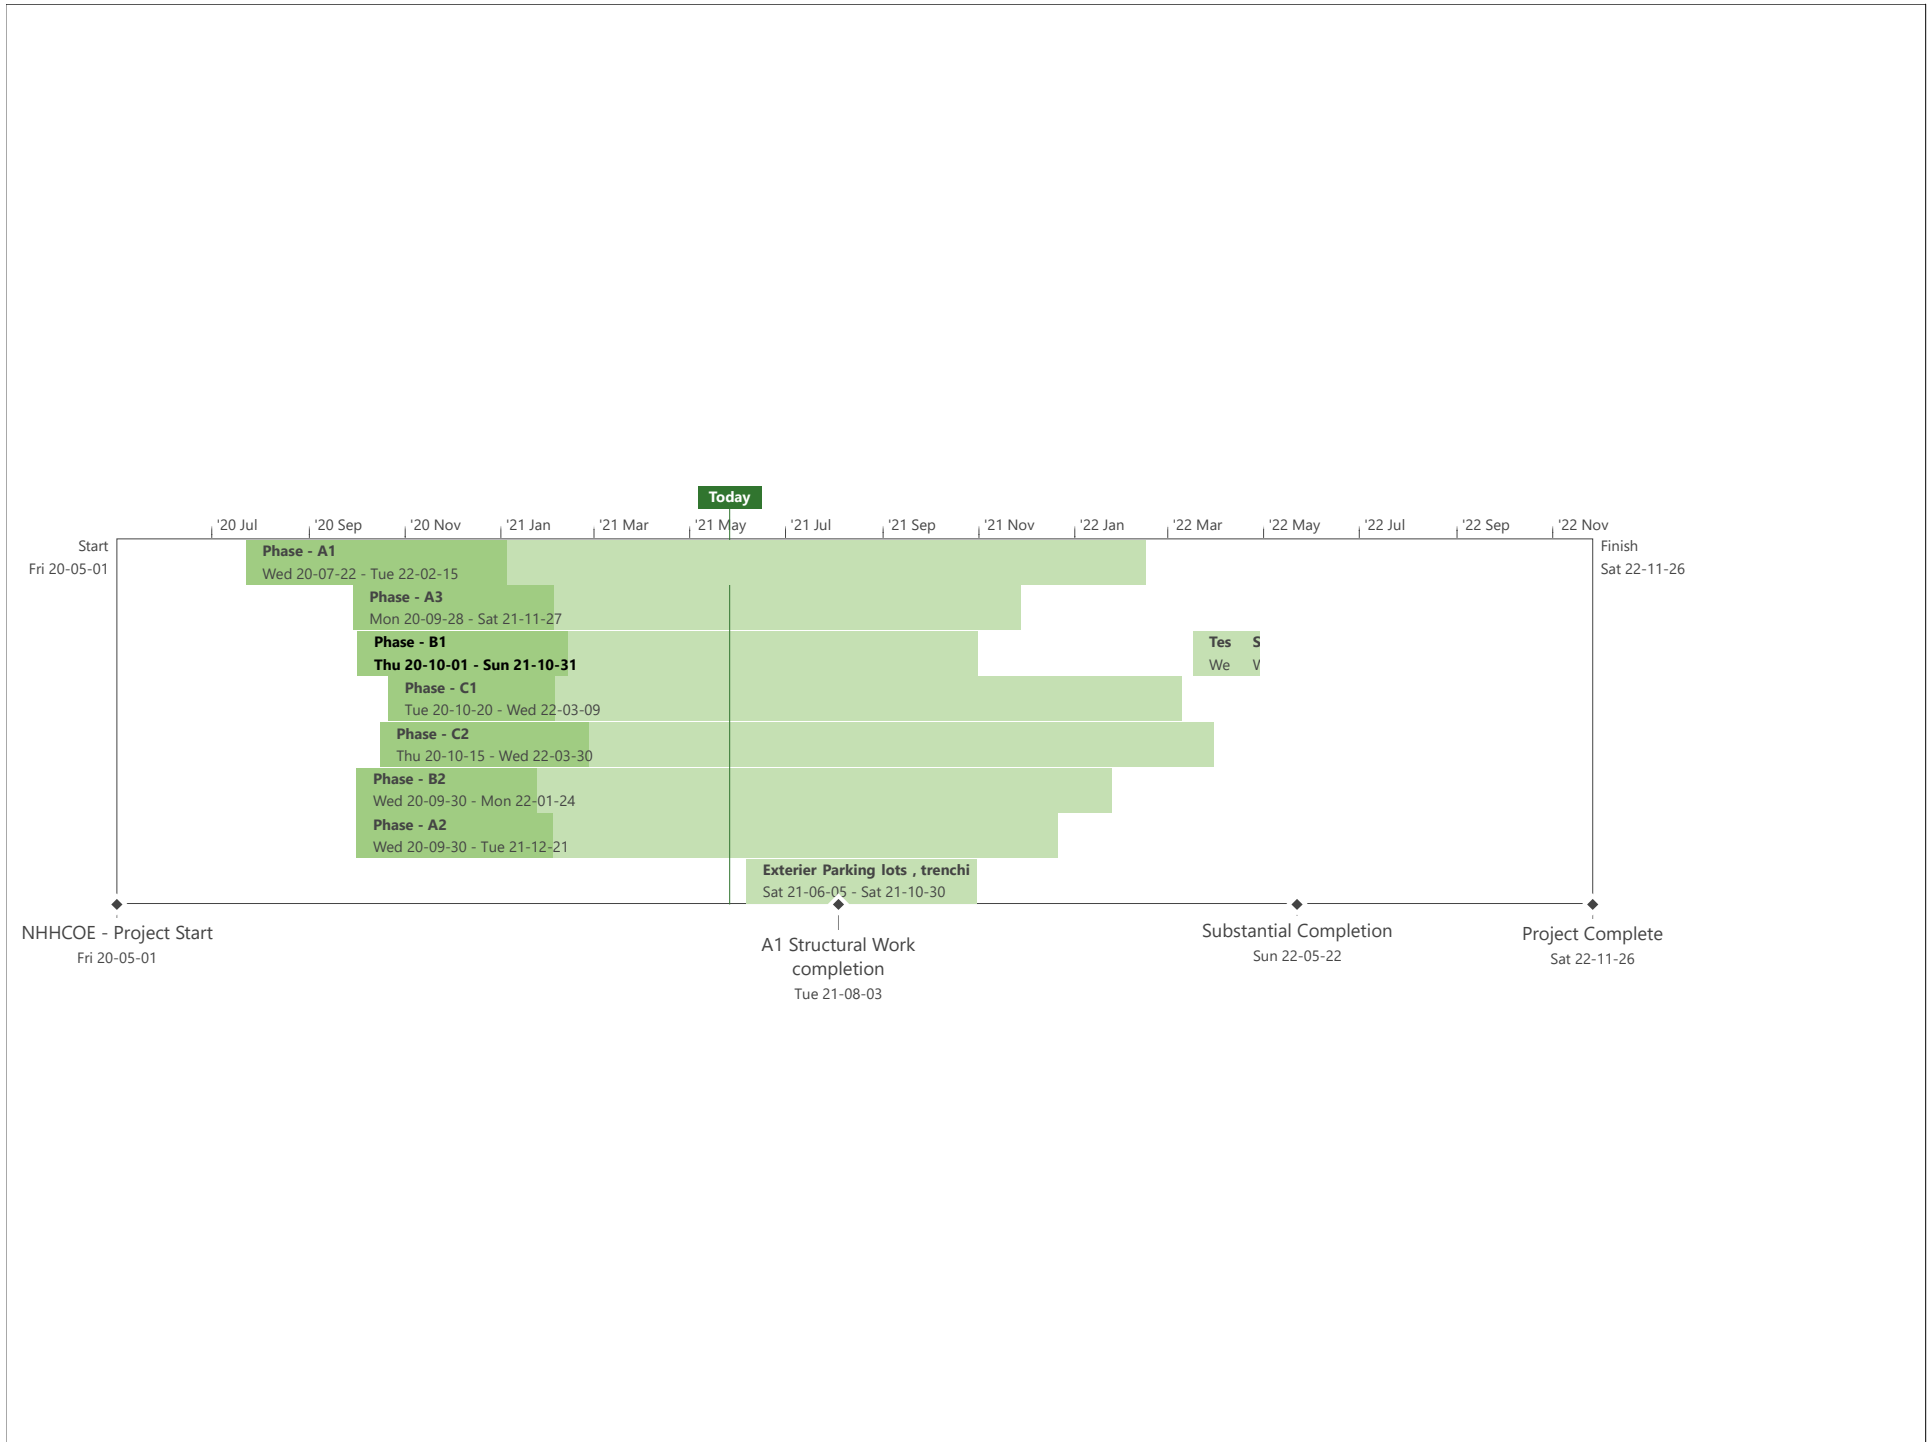 Today
'20 Jul '20 Sep '20 Nov '21 Jan '21 Mar '21 May '21 Jul '21 Sep '21 Nov '22 Jan '22 Mar '22 May '22 Jul '22 Sep '22 Nov
Start
Fri 20-05-01
Finish
Sat 22-11-26
Phase - A1
Wed 20-07-22 - Tue 22-02-15
Phase - A3
Mon 20-09-28 - Sat 21-11-27
Phase - B1
Thu 20-10-01 - Sun 21-10-31
Tes S
We
Phase - C1
Tue 20-10-20 - Wed 22-03-09
Phase - C2
Thu 20-10-15 - Wed 22-03-30
Phase - B2
Wed 20-09-30 - Mon 22-01-24
Phase - A2
Wed 20-09-30 - Tue 21-12-21
Exterier Parking lots , trenchi
Sat 21-06-05 - Sat 21-10-30
NHHCOE - Project Start
Fri 20-05-01
A1 Structural Work
completion
Tue 21-08-03
Substantial Completion
Sun 22-05-22
Project Complete
Sat 22-11-26